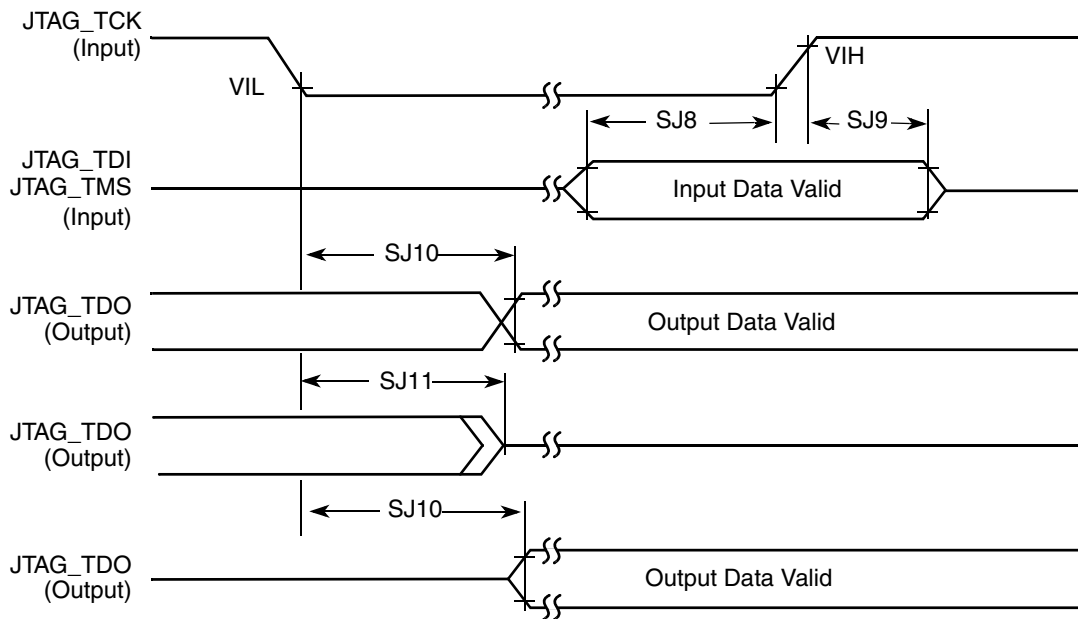 JTAG_TCK
(Input)
VIL
VIH
SJ8
SJ9
JTAG_TDI
JTAG_TMS
(Input)
Input Data Valid
SJ10
JTAG_TDO
(Output)
Output Data Valid
SJ11
JTAG_TDO
(Output)
SJ10
JTAG_TDO
(Output)
Output Data Valid